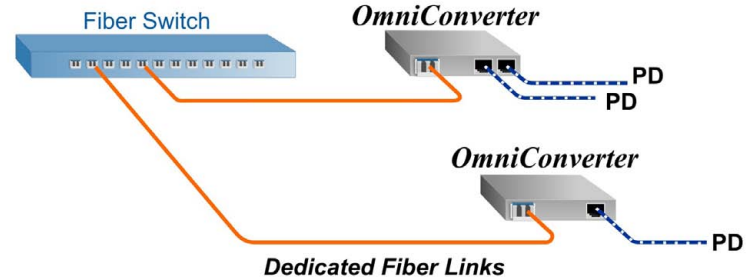 Fiber Switch
OmniConverter
PD
PD
OmniConverter
PD
Dedicated Fiber Links